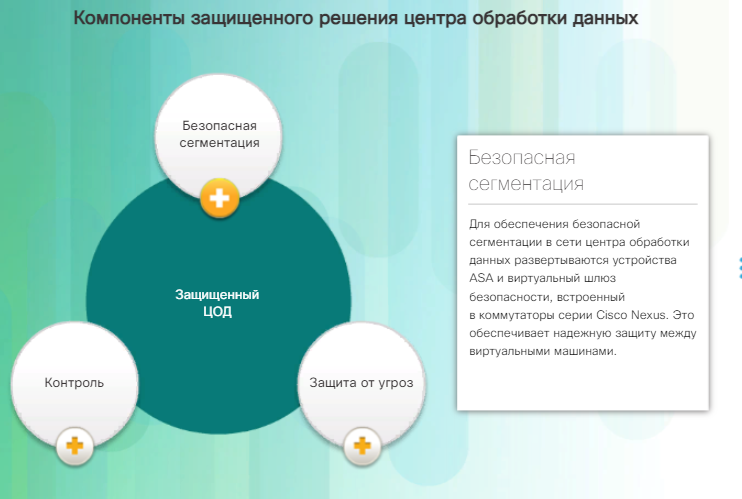 Компоненты защищенного решения центра обработки данных
Безопасная
сегментация
Защищенный
ЦОД
Контроль
Защита от угроз
Безопасная
сегментация
Для обеспечения безопасной
сегментации в сети центра обработки
данных развертываются устройства
ASA и виртуальный шлюз
безопасности, встроенный
в коммутаторы серии Cisco Nexus. Это
обеспечивает надежную защиту между
виртуальными машинами.